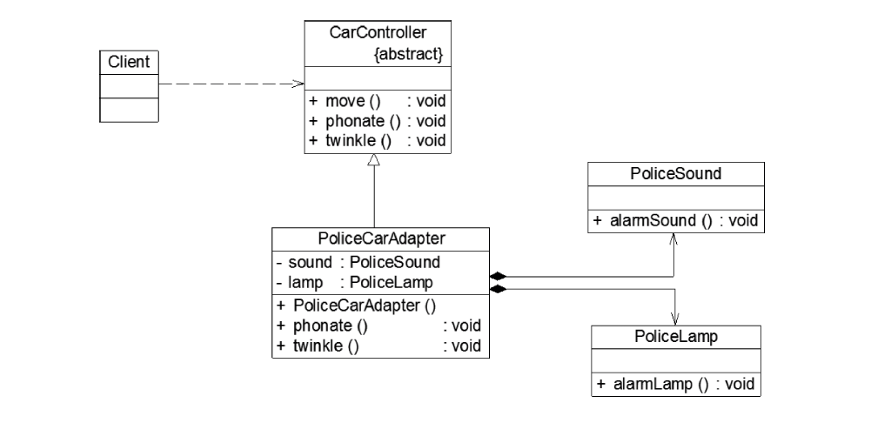 Client
CarController
{abstract}
+ move () : void
+ phonate () : void
+ twinkle () : void
PoliceCarAdapter
- sound : PoliceSound
- lamp : PoliceLamp
+ PoliceCarAdapter ()
+ phonate () : void
+ twinkle () : void
PoliceSound
+ alarmSound () : void
PoliceLamp
+ alarmLamp () : void